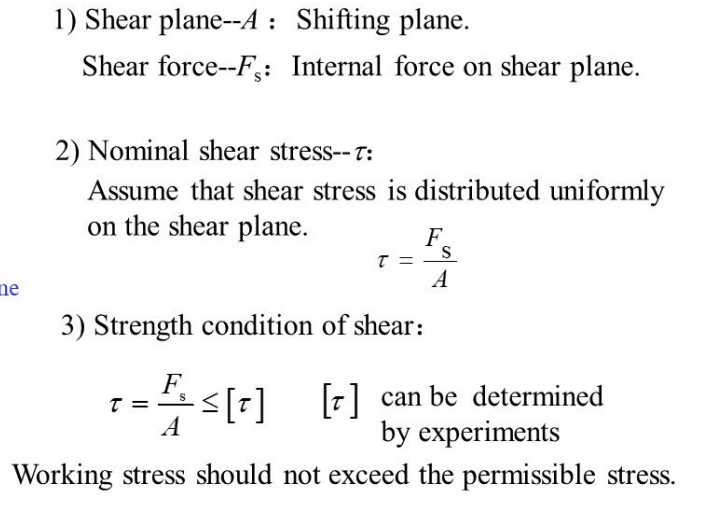 1) Shear plane--A： Shifting plane.
Shear force--Fs： Internal force on shear plane.
2) Nominal shear stress--τ:
Assume that shear stress is distributed uniformly
on the shear plane.
τ = Fs/A
ne
3) Strength condition of shear：
τ = Fs/A ≤ [τ] [τ] can be determined
by experiments
Working stress should not exceed the permissible stress.